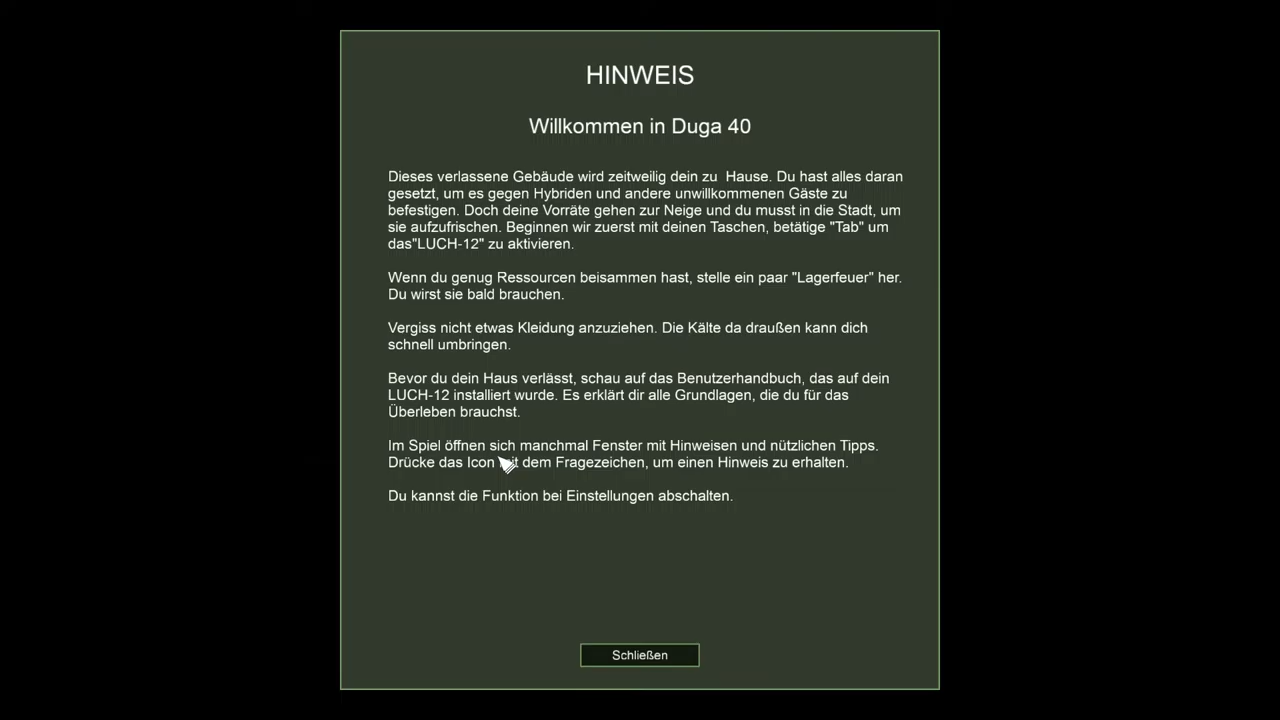 HINWEIS
Willkommen in Duga 40
Dieses verlassene Gebäude wird zeitweilig dein zu  Hause. Du hast alles daran
gesetzt, um es gegen Hybriden und andere unwillkommenen Gäste zu
befestigen. Doch deine Vorräte gehen zur Neige und du musst in die Stadt, um
sie aufzufrischen. Beginnen wir zuerst mit deinen Taschen, betätige "Tab" um
das"LUCH-12" zu aktivieren.
Wenn du genug Ressourcen beisammen hast, stelle ein paar "Lagerfeuer" her.
Du wirst sie bald brauchen.
Vergiss nicht etwas Kleidung anzuziehen. Die Kälte da draußen kann dich
schnell umbringen.
Bevor du dein Haus verlässt, schau auf das Benutzerhandbuch, das auf dein
LUCH-12 installiert wurde. Es erklärt dir alle Grundlagen, die du für das
Überleben brauchst.
Im Spiel öffnen sich manchmal Fenster mit Hinweisen und nützlichen Tipps.
Drücke das Icon mit dem Fragezeichen, um einen Hinweis zu erhalten.
Du kannst die Funktion bei Einstellungen abschalten.
Schließen